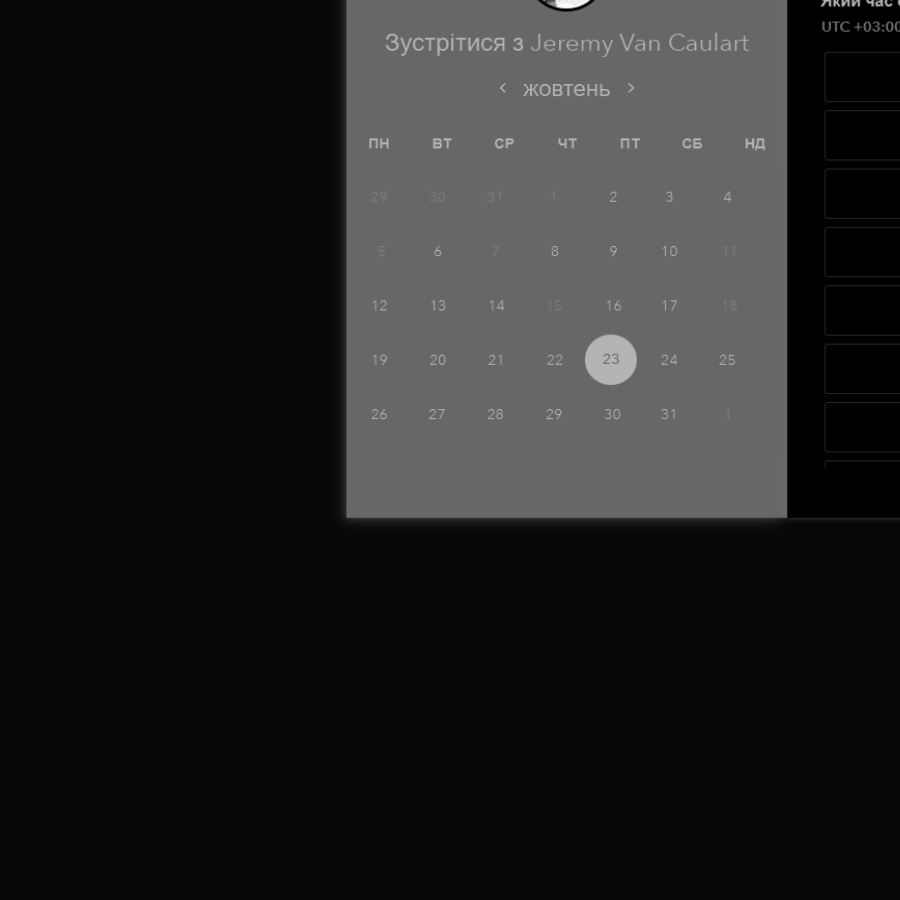 Зустрітися з Jeremy Van Caulart
жовтень
ПН ВТ СР ЧТ ПТ СБ НД
29 30 31 1 2 3 4
5 6 7 8 9 10 11
12 13 14 15 16 17 18
19 20 21 22 23 24 25
26 27 28 29 30 31 1
Який час
UTC +03:00